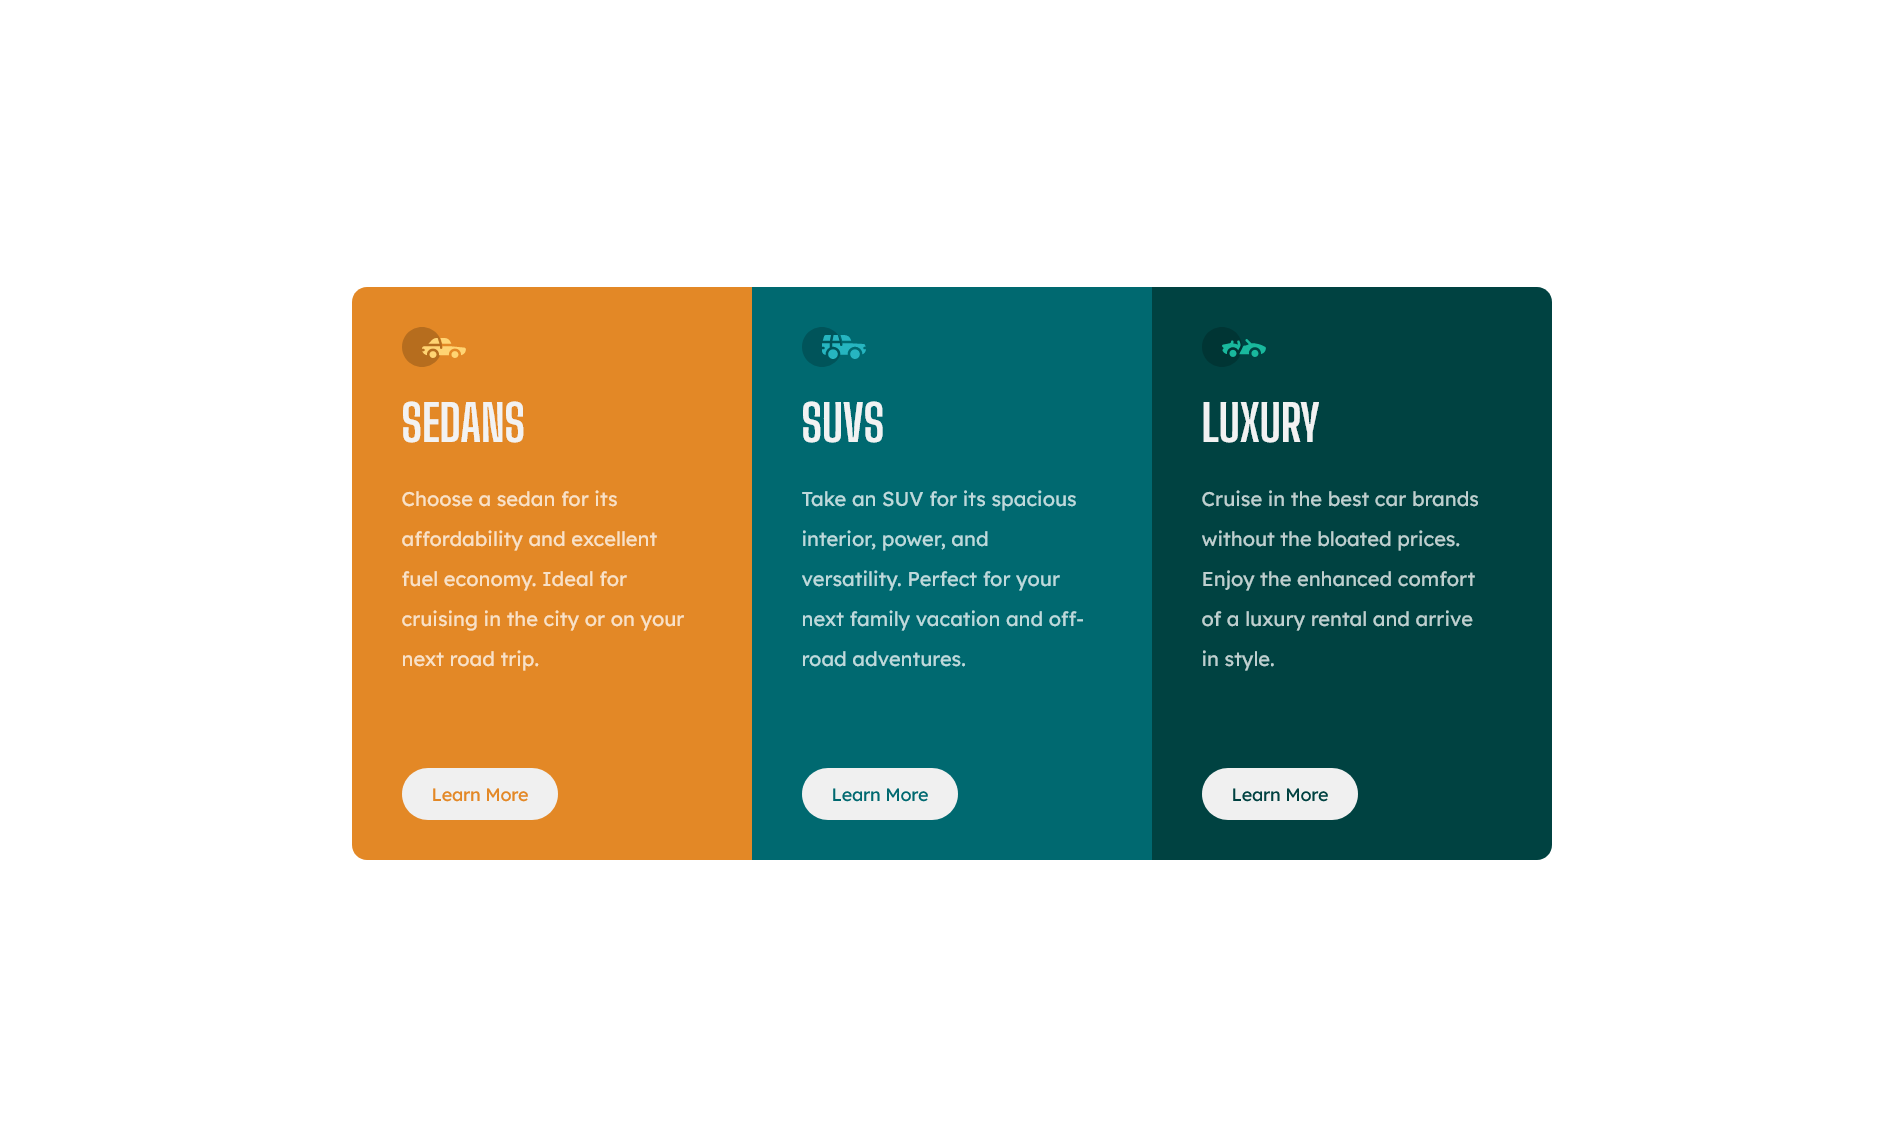 SEDANS
Choose a sedan for its
affordability and excellent
fuel economy. Ideal for
cruising in the city or on your
next road trip.
Learn More
SUVS
Take an SUV for its spacious
interior, power, and
versatility. Perfect for your
next family vacation and off-
road adventures.
Learn More
LUXURY
Cruise in the best car brands
without the bloated prices.
Enjoy the enhanced comfort
of a luxury rental and arrive
in style.
Learn More